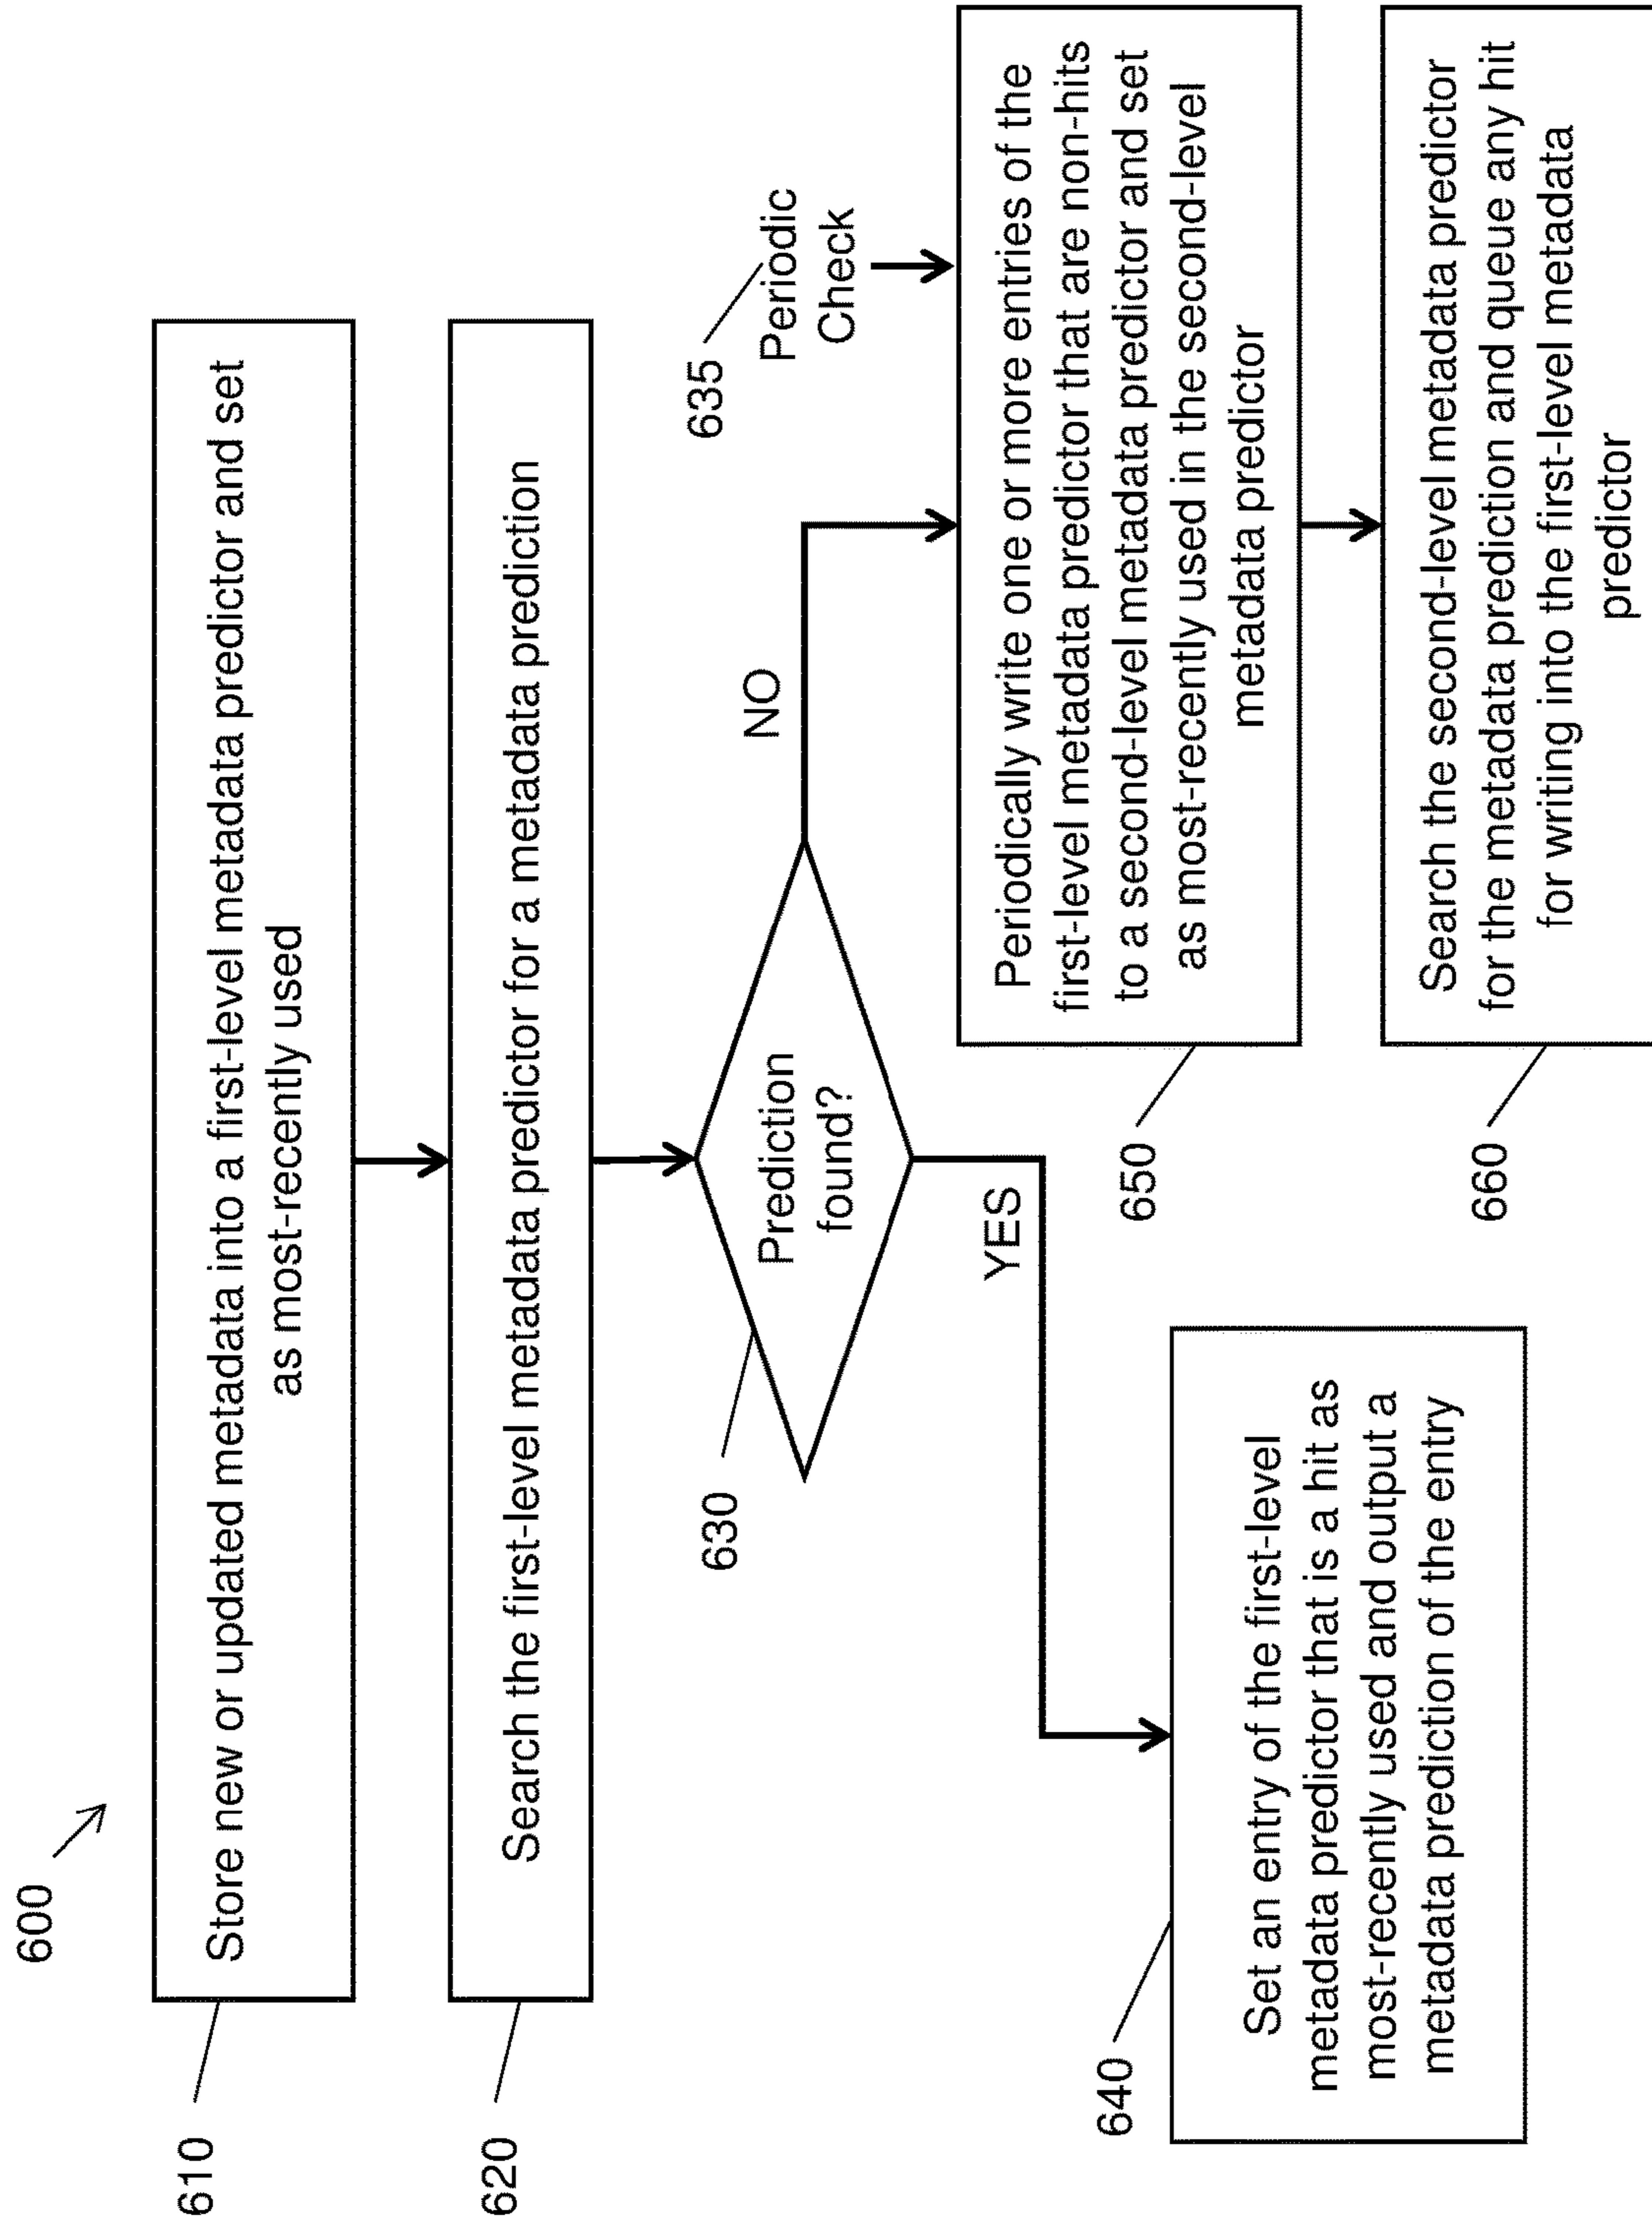 600
610
Store new or updated metadata into a first-level metadata predictor and set
as most-recently used
620
Search the first-level metadata predictor for a metadata prediction
630
Prediction
found?
NO
YES
635
Periodic
Check
640
Set an entry of the first-level
metadata predictor that is a hit as
most-recently used and output a
metadata prediction of the entry
650
Periodically write one or more entries of the
first-level metadata predictor that are non-hits
to a second-level metadata predictor and set
as most-recently used in the second-level
metadata predictor
660
Search the second-level metadata predictor
for the metadata prediction and queue any hit
for writing into the first-level metadata
predictor